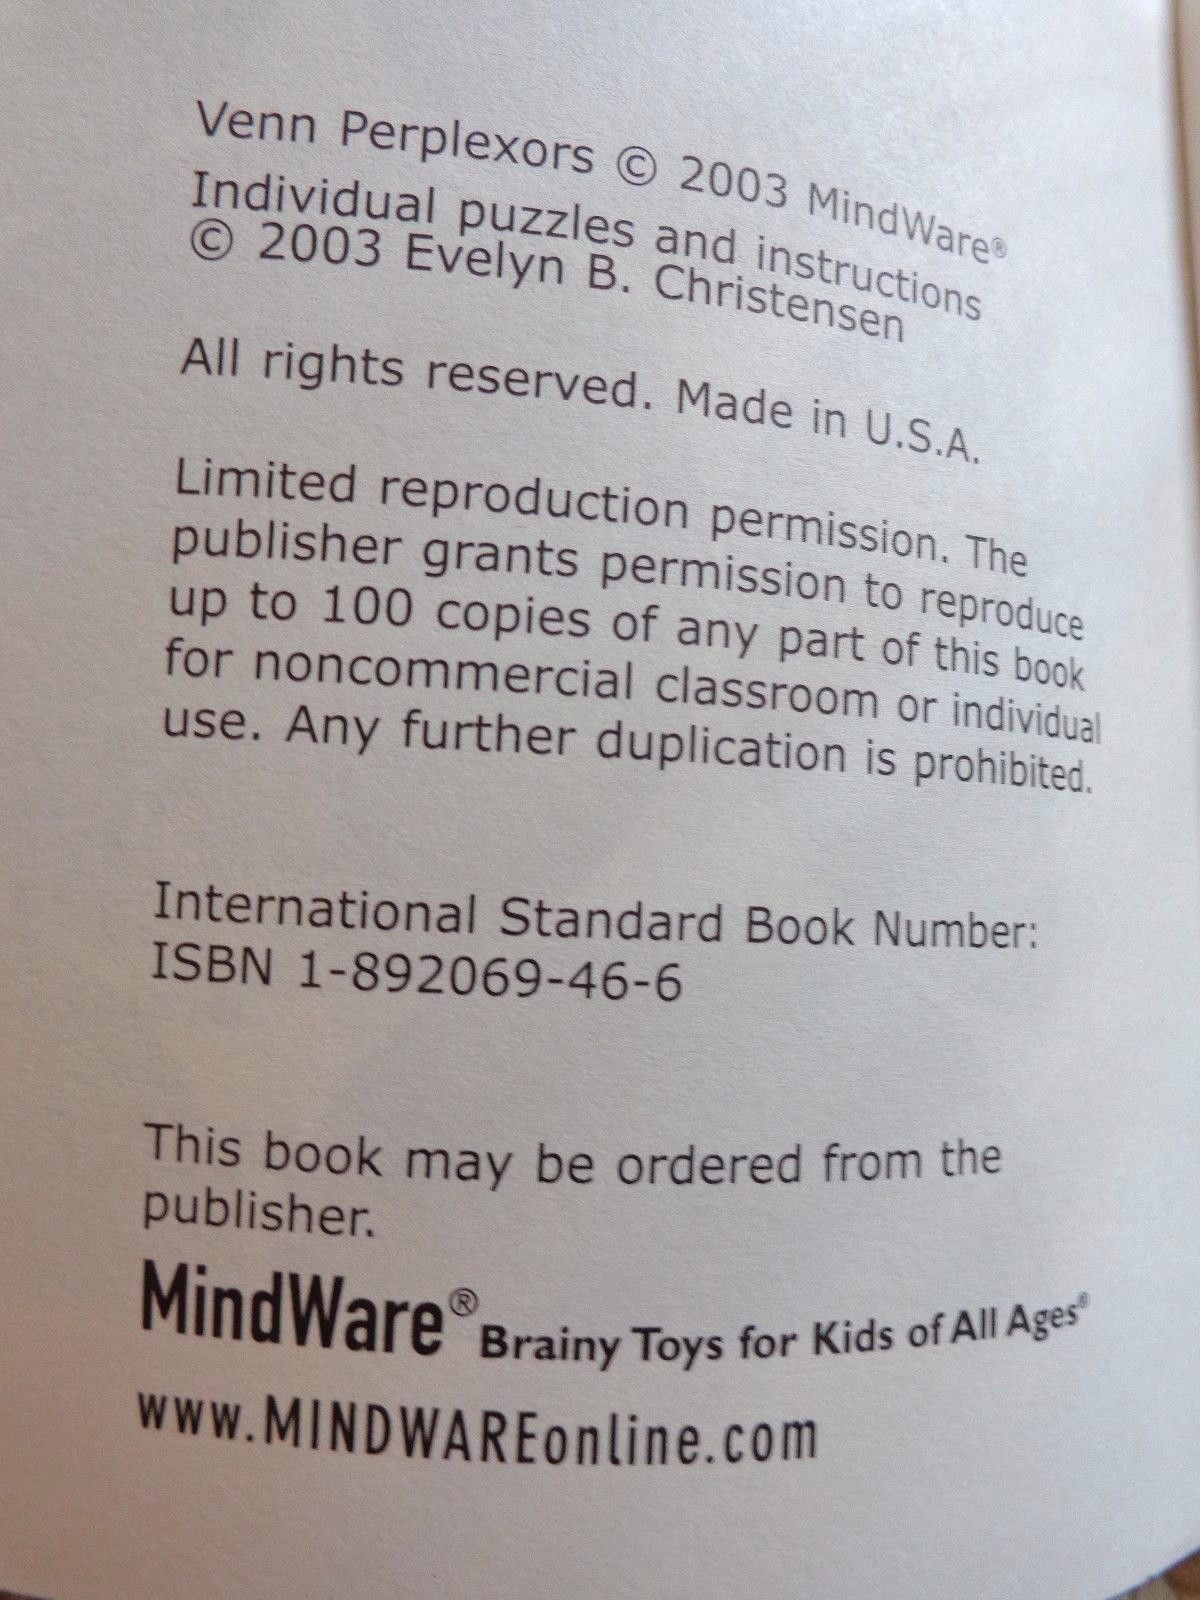 Venn Perplexors © 2003 MindWare®
Individual puzzles and instructions
© 2003 Evelyn B. Christensen
All rights reserved. Made in U.S.A.
Limited reproduction permission. The
publisher grants permission to reproduce
up to 100 copies of any part of this book
for noncommercial classroom or individual
use. Any further duplication is prohibited.
International Standard Book Number:
ISBN 1-892069-46-6
This book may be ordered from the
publisher.
MindWare® Brainy Toys for Kids of All Ages®
www.MINDWAREonline.com